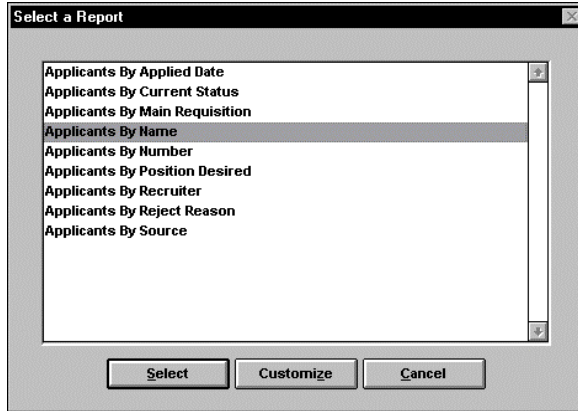 Select a Report
Applicants By Applied Date
Applicants By Current Status
Applicants By Main Requisition
Applicants By Name
Applicants By Number
Applicants By Position Desired
Applicants By Recruiter
Applicants By Reject Reason
Applicants By Source
Select Customize Cancel